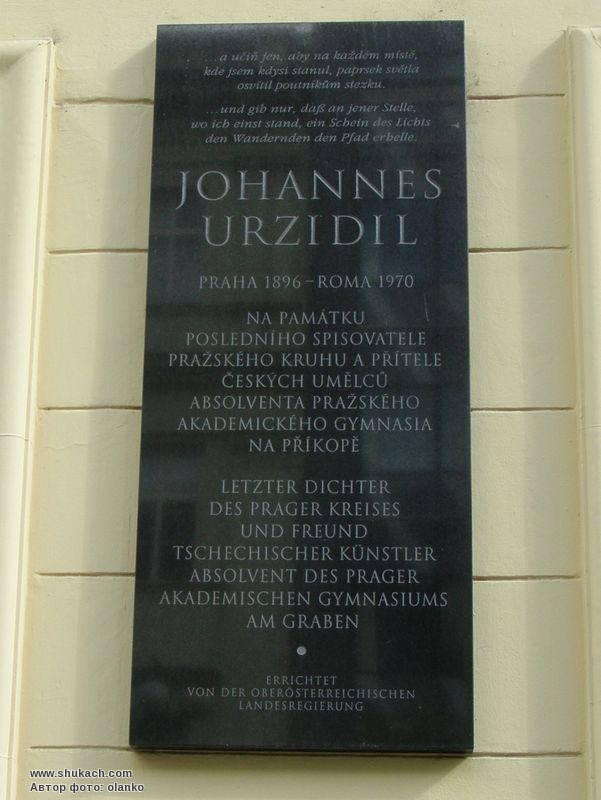 ...a učiň jen, aby na každém místě,
kde jsem kdysi stanul, paprsek světla
osvítil poutníkům stezku.
...und gib nur, daß an jener Stelle,
wo ich einst stand, ein Schein des Lichts
den Wandernden den Pfad erhelle.
JOHANNES
URZIDIL
PRAHA 1896 – ROMA 1970
NA PAMÁTKU
POSLEDNÍHO SPISOVATELE
PRAŽSKÉHO KRUHU A PŘÍTELE
ČESKÝCH UMĚLCŮ
ABSOLVENTA PRAŽSKÉHO
AKADEMICKÉHO GYMNASIA
NA PŘÍKOPĚ
LETZTER DICHTER
DES PRAGER KREISES
UND FREUND
TSCHECHISCHER KÜNSTLER
ABSOLVENT DES PRAGER
AKADEMISCHEN GYMNASIUMS
AM GRABEN
ERRICHTET
VON DER OBERÖSTERREICHISCHEN
LANDESREGIERUNG
www.shukach.com
Автор фото: olanko